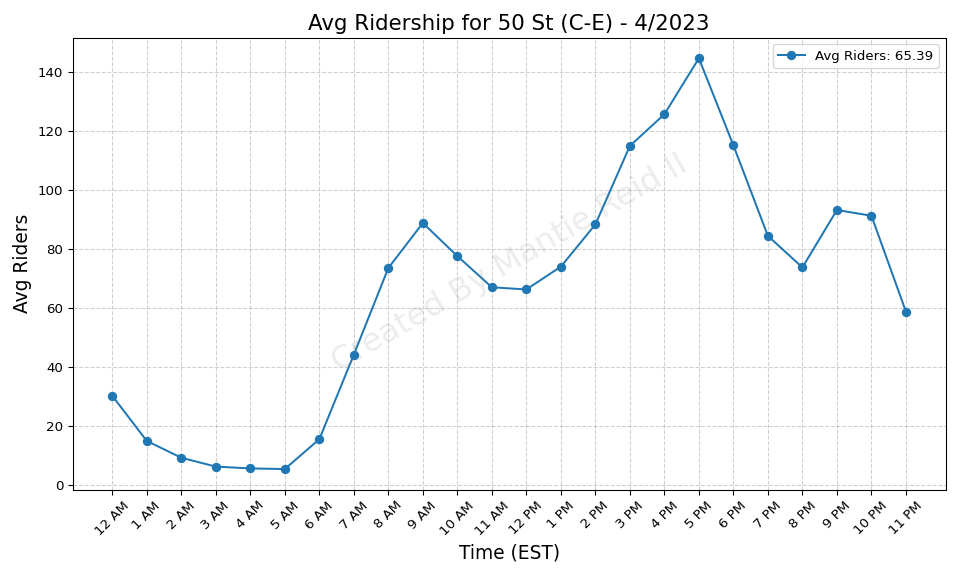 Avg Ridership for 50 St (C-E) - 4/2023
Avg Riders: 65.39
Avg Riders
140
120
100
80
60
40
20
0
Created By Mantle Reid II
12 AM
1 AM
2 AM
3 AM
4 AM
5 AM
6 AM
7 AM
8 AM
9 AM
10 AM
11 AM
12 PM
1 PM
2 PM
3 PM
4 PM
5 PM
6 PM
7 PM
8 PM
9 PM
10 PM
11 PM
Time (EST)